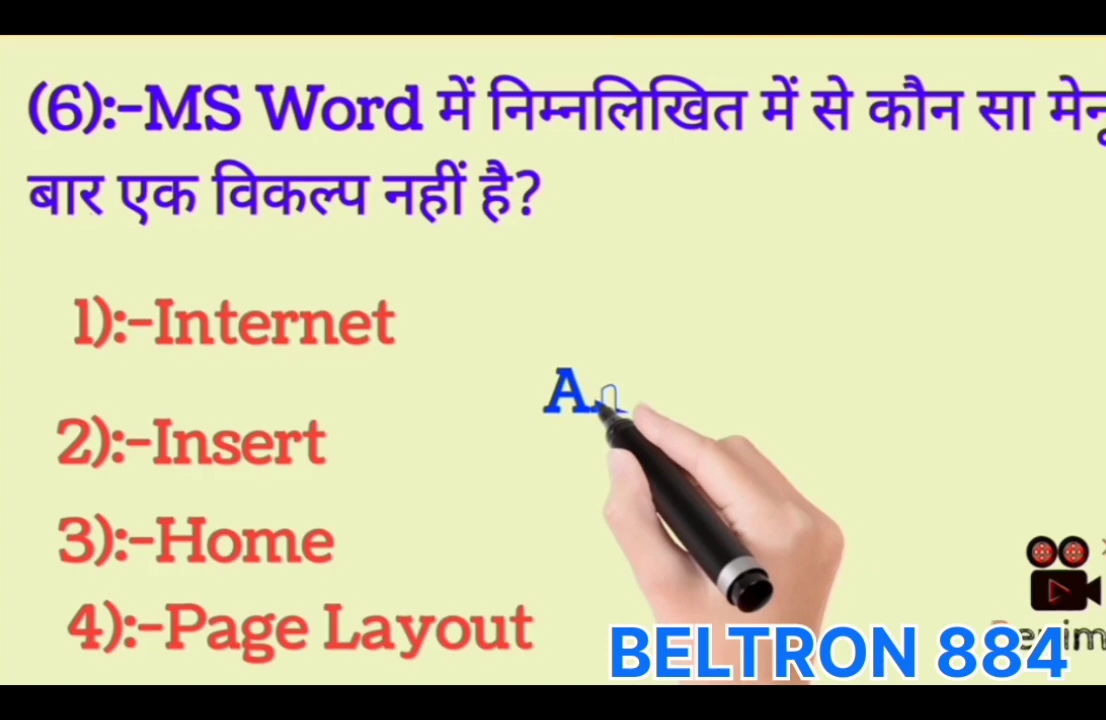 (6):-MS Word में निम्नलिखित में से कौन सा मेनू
बार एक विकल्प नहीं है?
1):-Internet
A
2):-Insert
3):-Home
4):-Page Layout
BELTRON 884